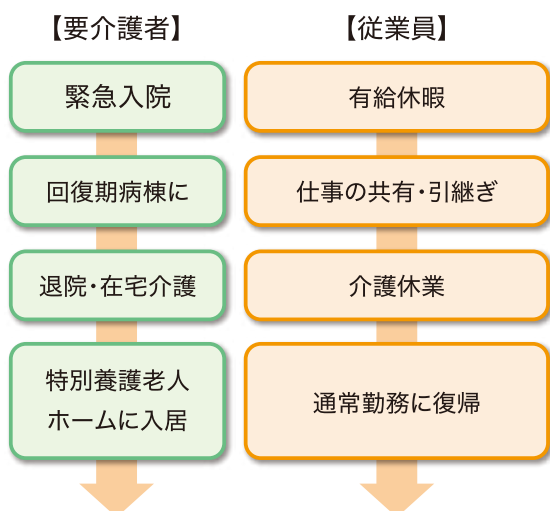 【要介護者】
【従業員】
緊急入院
有給休暇
回復期病棟に
仕事の共有・引継ぎ
退院・在宅介護
介護休業
特別養護老人
ホームに入居
通常勤務に復帰